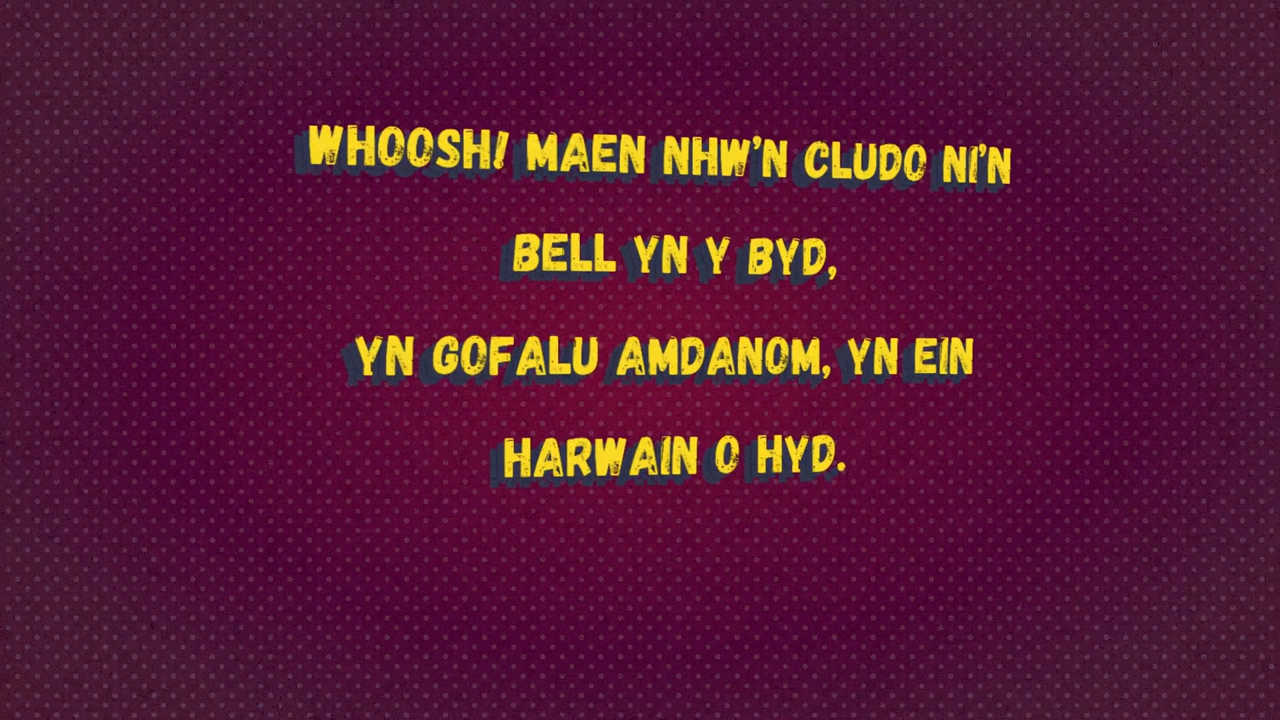 WHOOSH! MAEN NHW'N CLUDO NI'N
BELL YN Y BYD,
YN GOFALU AMDANOM, YN EIN
HARWAIN O HYD.